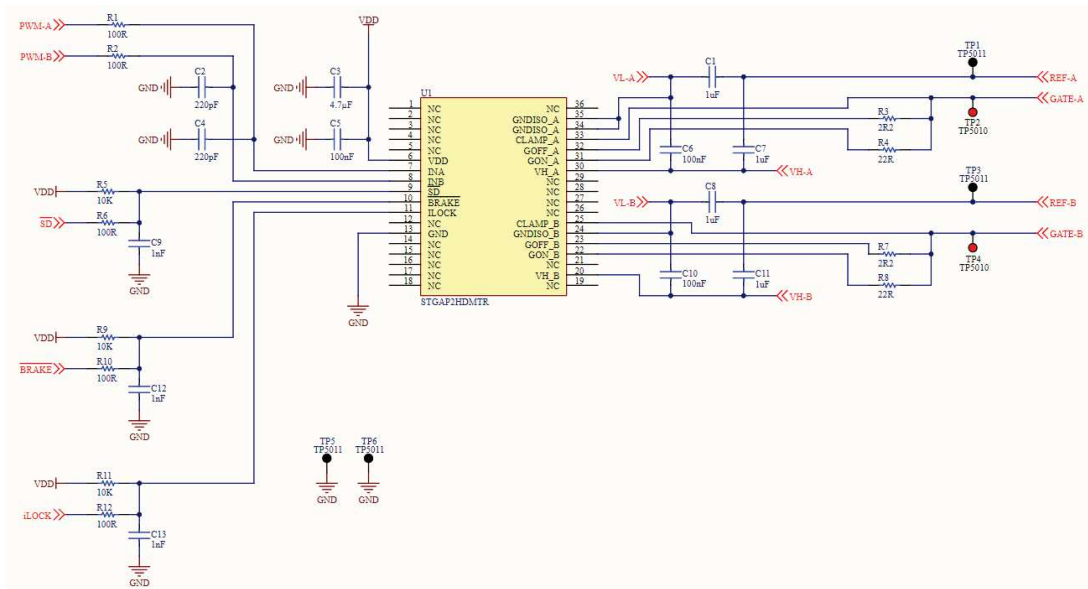 PWM-A
R1
100R
PWM-B
R2
100R
VDD
GND
C2
220pF
GND
C3
4.7µF
GND
C4
220pF
GND
C5
100nF
VDD
R5
10K
SD
R6
100R
C9
1nF
GND
GND
VDD
R9
10K
BRAKE
R10
100R
C12
1nF
GND
VDD
R11
10K
iLOCK
R12
100R
C13
1nF
GND
U1
1 NC
2 NC
3 NC
4 NC
5 NC
6 VDD
7 INA
8 INB
9 SD
10 BRAKE
11 ILOCK
12 NC
13 GND
14 NC
15 NC
16 NC
17 NC
18 NC
NC 36
GNDISO_A 35
GNDISO_A 34
CLAMP_A 33
GOFF_A 32
GON_A 31
VH_A 30
NC 29
NC 28
NC 27
NC 26
CLAMP_B 25
GNDISO_B 24
GOFF_B 23
GON_B 22
NC 21
VH_B 20
NC 19
STGAP2HDMTR
TP5
TP5011
GND
TP6
TP5011
GND
VL-A
C1
1uF
TP1
TP5011
REF-A
GATE-A
R3
2R2
TP2
TP5010
R4
22R
C6
100nF
C7
1uF
VH-A
VL-B
C8
1uF
TP3
TP5011
REF-B
GATE-B
R7
2R2
TP4
TP5010
R8
22R
C10
100nF
C11
1uF
VH-B